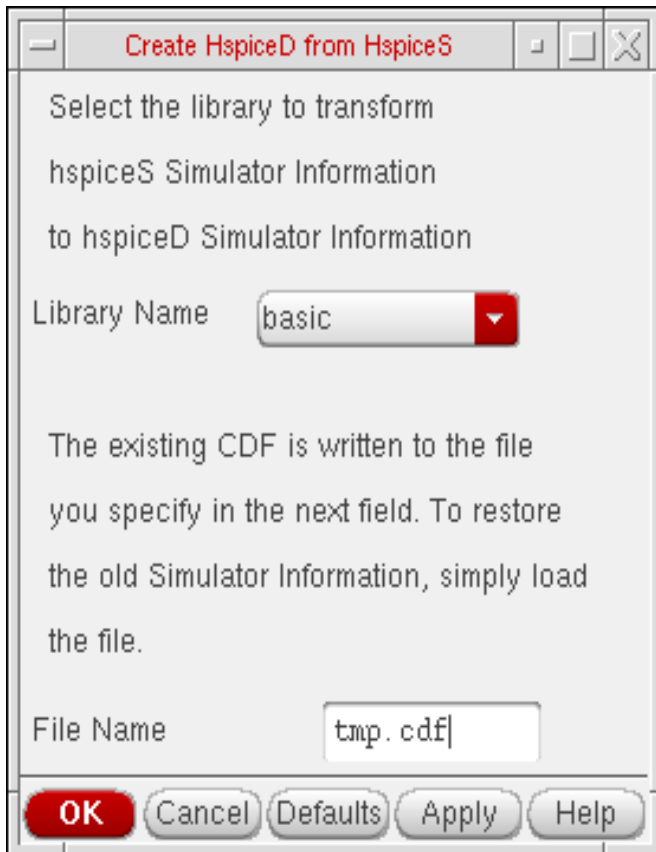 Create HspiceD from HspiceS
Select the library to transform
hspiceS Simulator Information
to hspiceD Simulator Information
Library Name basic
The existing CDF is written to the file
you specify in the next field. To restore
the old Simulator Information, simply load
the file.
File Name tmp.cdf
OK Cancel Defaults Apply Help